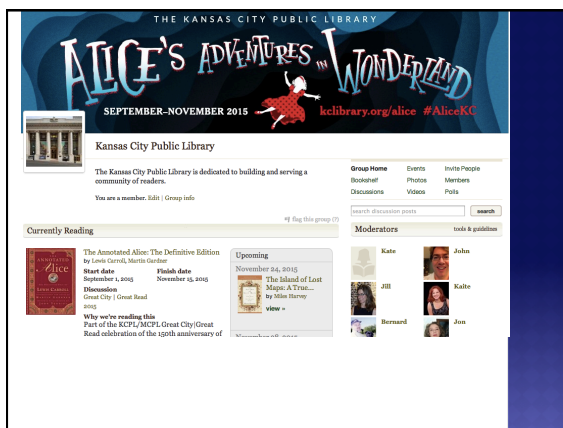 THE KANSAS CITY PUBLIC LIBRARY
ALICE'S ADVENTURES IN WONDERLAND
SEPTEMBER–NOVEMBER 2015
kclibrary.org/alice #AliceKC
Kansas City Public Library
The Kansas City Public Library is dedicated to building and serving a
community of readers.
You are a member. Edit | Group info
flag this group (?)
Group Home Events Invite People
Bookshelf Photos Members
Discussions Videos Polls
search discussion posts search
Currently Reading
ANNOTATED
Alice
LEWIS CARROLL
The Annotated Alice: The Definitive Edition
by Lewis Carroll, Martin
Gardner
Start date Finish date
September 1, 2015 November 15, 2015
Discussion
Great City | Great Read
2015
Why we're reading this
Part of the KCPL/MCPL Great City|Great
Read celebration of the 150th anniversary of
Upcoming
November 24, 2015
The Island of Lost
Maps: A True...
by Miles Harvey
view »
Moderators tools & guidelines
Kate
John
Jill
Kaite
Bernard
Jon